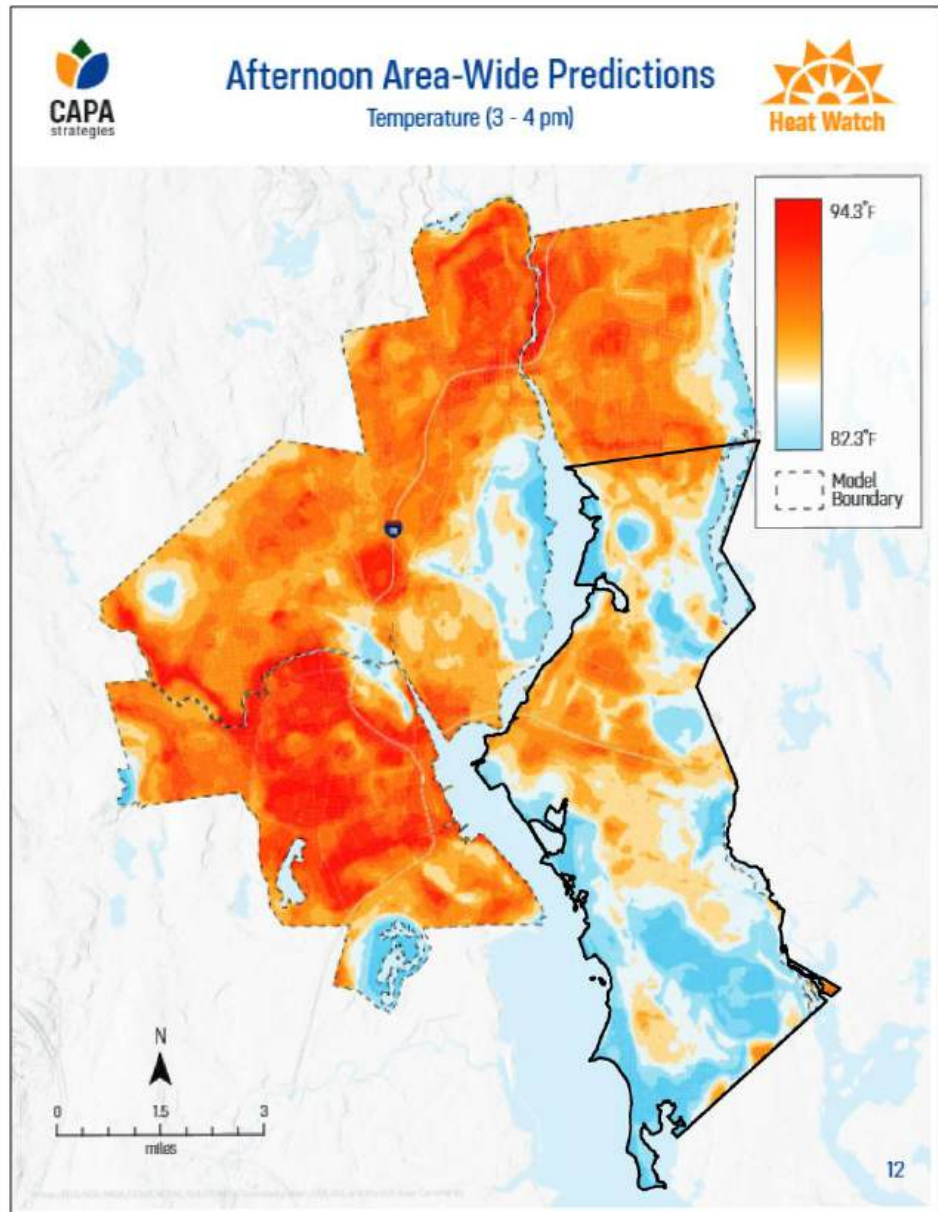 CAPA
strategies
Afternoon Area-Wide Predictions
Temperature (3 - 4 pm)
Heat Watch
94.3°F
82.3°F
Model
Boundary
N
0 1.5 3
miles
12